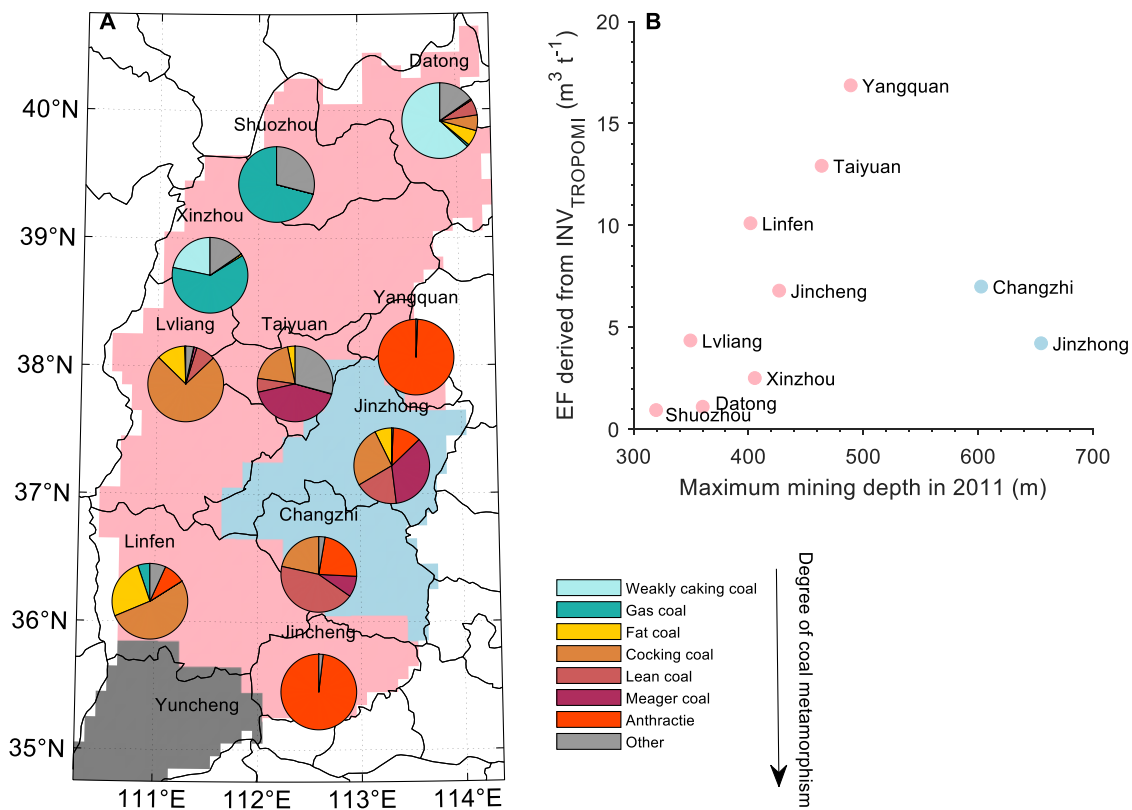 A
Datong
40°N
Shuozhou
Xinzhou
39°N
Yangquan
Lvliang
Taiyuan
38°N
Jinzhong
37°N
Changzhi
Linfen
36°N
Jincheng
Yuncheng
35°N
111°E
112°E
113°E
114°E
B
EF derived from INV_TROPOMI (m³ t⁻¹)
20
15
10
5
0
Yangquan
Taiyuan
Linfen
Jincheng
Changzhi
Lvliang
Jinzhong
Xinzhou
Datong
Shuozhou
300
400
500
600
700
Maximum mining depth in 2011 (m)
Weakly caking coal
Gas coal
Fat coal
Cocking coal
Lean coal
Meager coal
Anthractie
Other
Degree of coal metamorphism